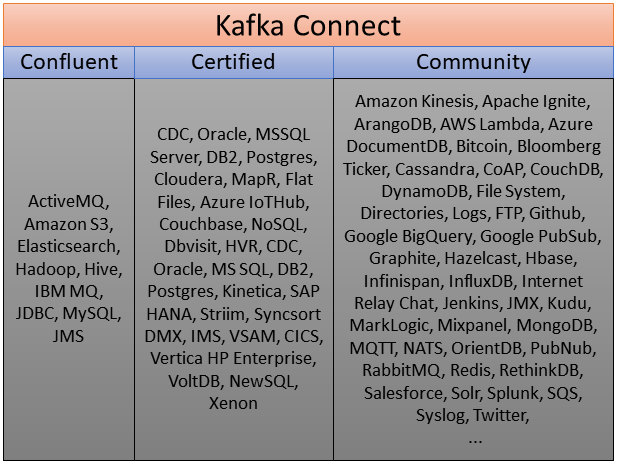 Kafka Connect
Confluent
Certified
Community
ActiveMQ,
Amazon S3,
Elasticsearch,
Hadoop, Hive,
IBM MQ,
JDBC, MySQL,
JMS
CDC, Oracle, MSSQL
Server, DB2, Postgres,
Cloudera, MapR, Flat
Files, Azure IoTHub,
Couchbase, NoSQL,
Dbvisit, HVR, CDC,
Oracle, MS SQL, DB2,
Postgres, Kinetica, SAP
HANA, Striim, Syncsort
DMX, IMS, VSAM, CICS,
Vertica HP Enterprise,
VoltDB, NewSQL,
Xenon
Amazon Kinesis, Apache Ignite,
ArangoDB, AWS Lambda, Azure
DocumentDB, Bitcoin, Bloomberg
Ticker, Cassandra, CoAP, CouchDB,
DynamoDB, File System,
Directories, Logs, FTP, Github,
Google BigQuery, Google PubSub,
Graphite, Hazelcast, Hbase,
Infinispan, InfluxDB, Internet
Relay Chat, Jenkins, JMX, Kudu,
MarkLogic, Mixpanel, MongoDB,
MQTT, NATS, OrientDB, PubNub,
RabbitMQ, Redis, RethinkDB,
Salesforce, Solr, Splunk, SQS,
Syslog, Twitter,
...